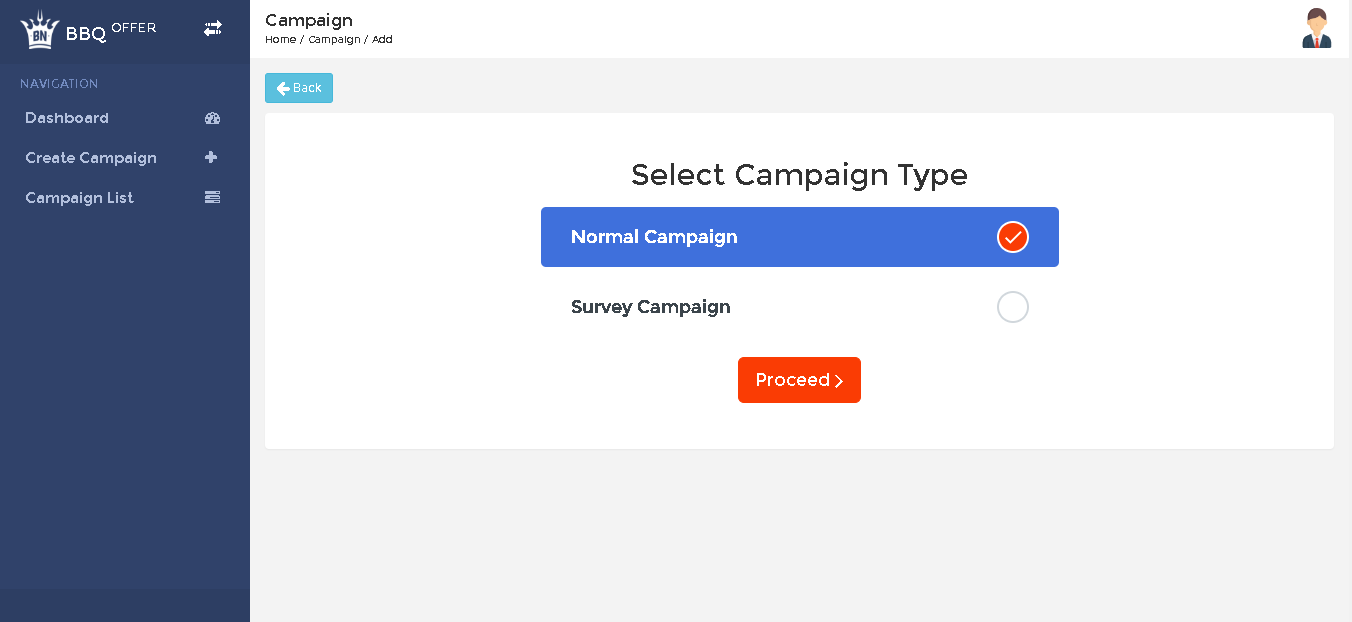 BN
BBQ OFFER
NAVIGATION
Dashboard
Create Campaign
Campaign List
Campaign
Home / Campaign / Add
Back
Select Campaign Type
Normal Campaign
Survey Campaign
Proceed